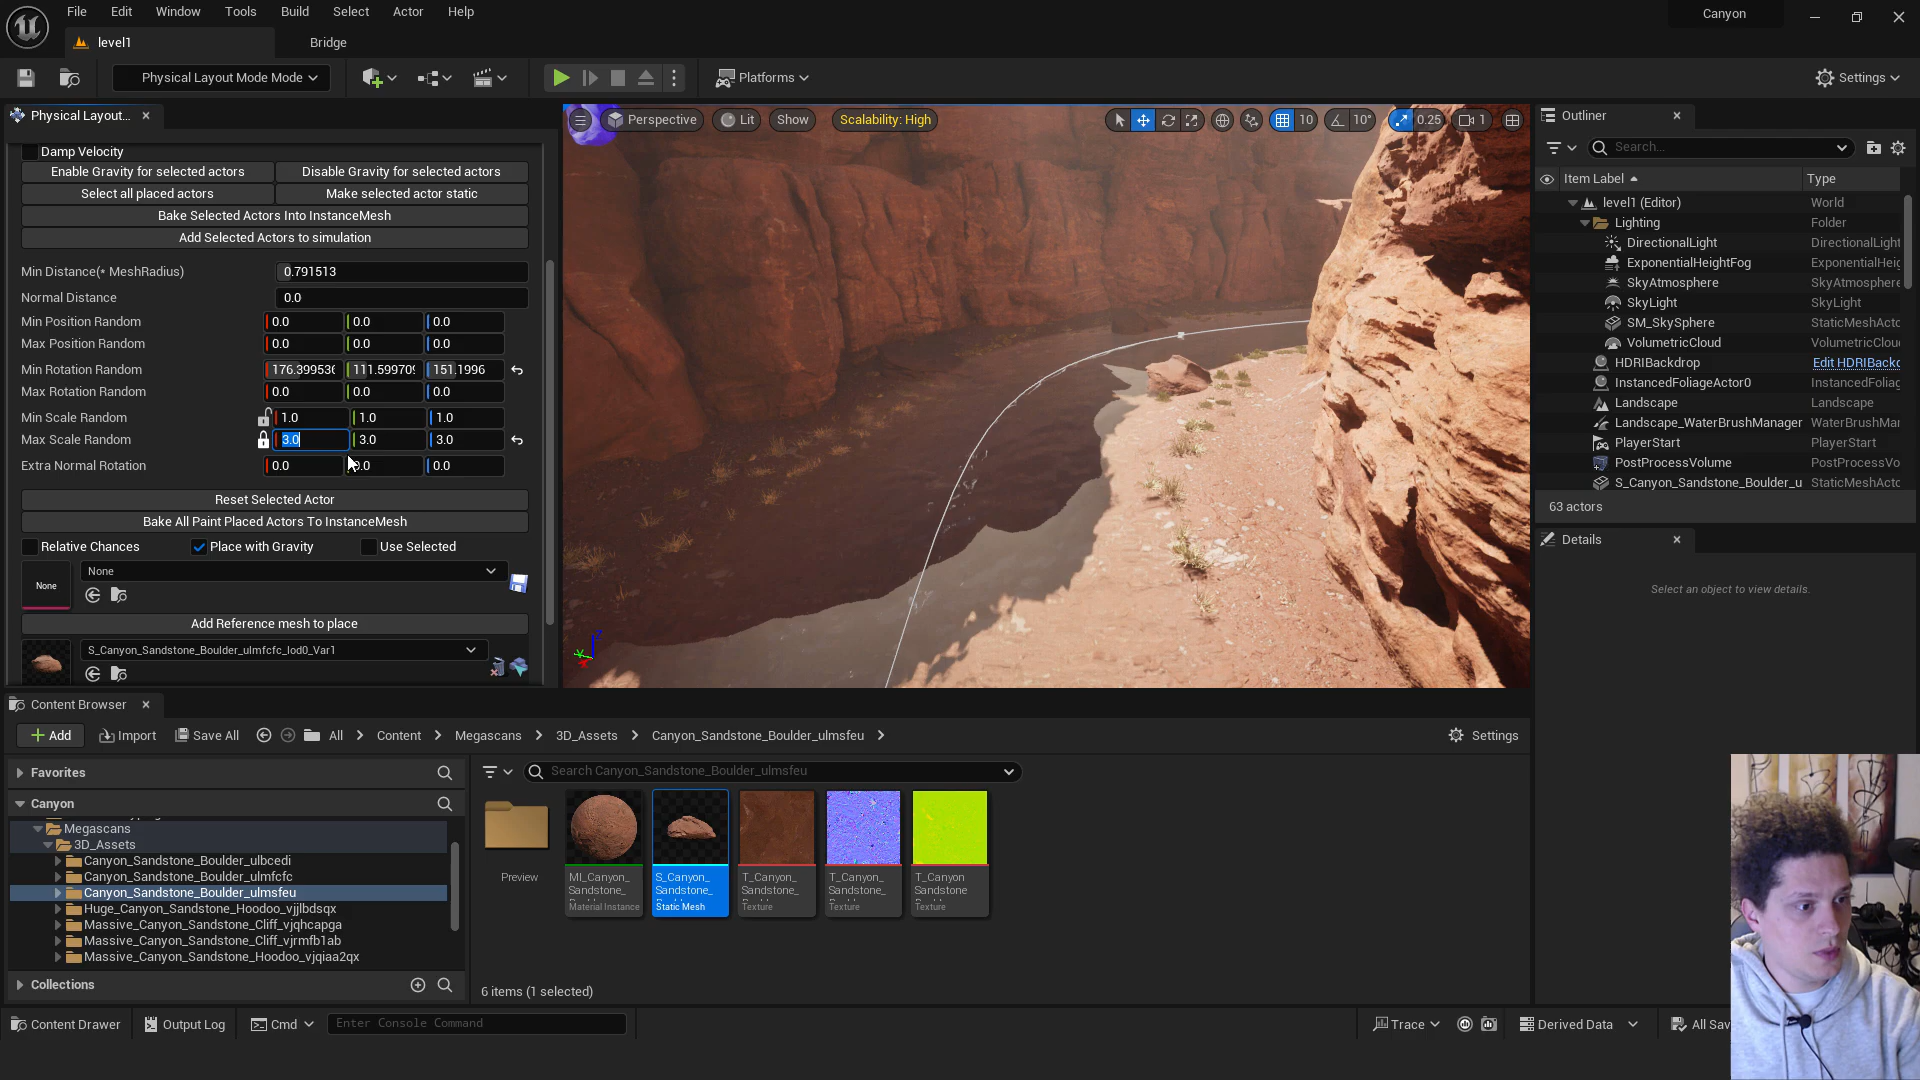 File Edit Window Tools Build Select Actor Help
Canyon
level1
Bridge
Physical Layout Mode Mode
Platforms
Settings
Physical Layout...
Damp Velocity
Enable Gravity for selected actors
Disable Gravity for selected actors
Select all placed actors
Make selected actor static
Bake Selected Actors Into InstanceMesh
Add Selected Actors to simulation
Min Distance(* MeshRadius) 0.791513
Normal Distance 0.0
Min Position Random 0.0 0.0 0.0
Max Position Random 0.0 0.0 0.0
Min Rotation Random 176.399536 111.599709 151.1996
Max Rotation Random 0.0 0.0 0.0
Min Scale Random 1.0 1.0 1.0
Max Scale Random 3.0 3.0 3.0
Extra Normal Rotation 0.0 0.0 0.0
Reset Selected Actor
Bake All Paint Placed Actors To InstanceMesh
Relative Chances Place with Gravity Use Selected
None
None
Add Reference mesh to place
S_Canyon_Sandstone_Boulder_ulmfcfc_lod0_Var1
Perspective Lit Show Scalability: High
10 10° 0.25 1
Outliner
Search...
Item Label Type
level1 (Editor) World
Lighting Folder
DirectionalLight DirectionalLight
ExponentialHeightFog ExponentialHeig
SkyAtmosphere SkyAtmosphere
SkyLight SkyLight
SM_SkySphere StaticMeshActo
VolumetricCloud VolumetricClou
HDRIBackdrop Edit HDRIBackd
InstancedFoliageActor0 InstancedFoliag
Landscape Landscape
Landscape_WaterBrushManager WaterBrushMar
PlayerStart PlayerStart
PostProcessVolume PostProcessVo
S_Canyon_Sandstone_Boulder_u StaticMeshActo
63 actors
Details
Select an object to view details.
Content Browser
Add Import Save All All Content Megascans 3D_Assets Canyon_Sandstone_Boulder_ulmsfeu Settings
Favorites
Search Canyon_Sandstone_Boulder_ulmsfeu
Canyon
Megascans
3D_Assets
Canyon_Sandstone_Boulder_ulbcedi
Canyon_Sandstone_Boulder_ulmfcfc
Canyon_Sandstone_Boulder_ulmsfeu
Huge_Canyon_Sandstone_Hoodoo_vjjlbdsqx
Massive_Canyon_Sandstone_Cliff_vjqhcapga
Massive_Canyon_Sandstone_Cliff_vjrmfb1ab
Massive_Canyon_Sandstone_Hoodoo_vjqiaa2qx
Collections
Preview
MI_Canyon_
Sandstone_
Material Instance
S_Canyon_
Sandstone_
Static Mesh
T_Canyon_
Sandstone_
Texture
T_Canyon_
Sandstone_
Texture
T_Canyon
Sandstone
Texture
6 items (1 selected)
Content Drawer Output Log Cmd Enter Console Command Trace Derived Data All Sav